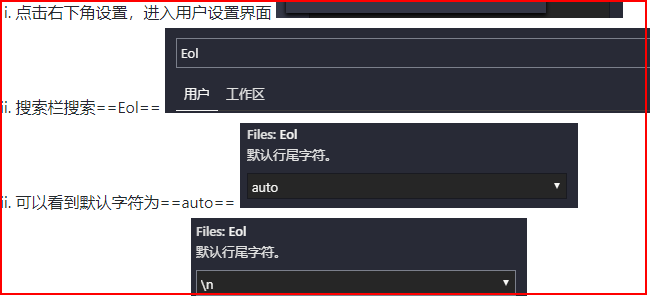 i. 点击右下角设置，进入用户设置界面
Eol
用户 工作区
ii. 搜索栏搜索==Eol==
Files: Eol
默认行尾字符。
auto
ii. 可以看到默认字符为==auto==
Files: Eol
默认行尾字符。
\n